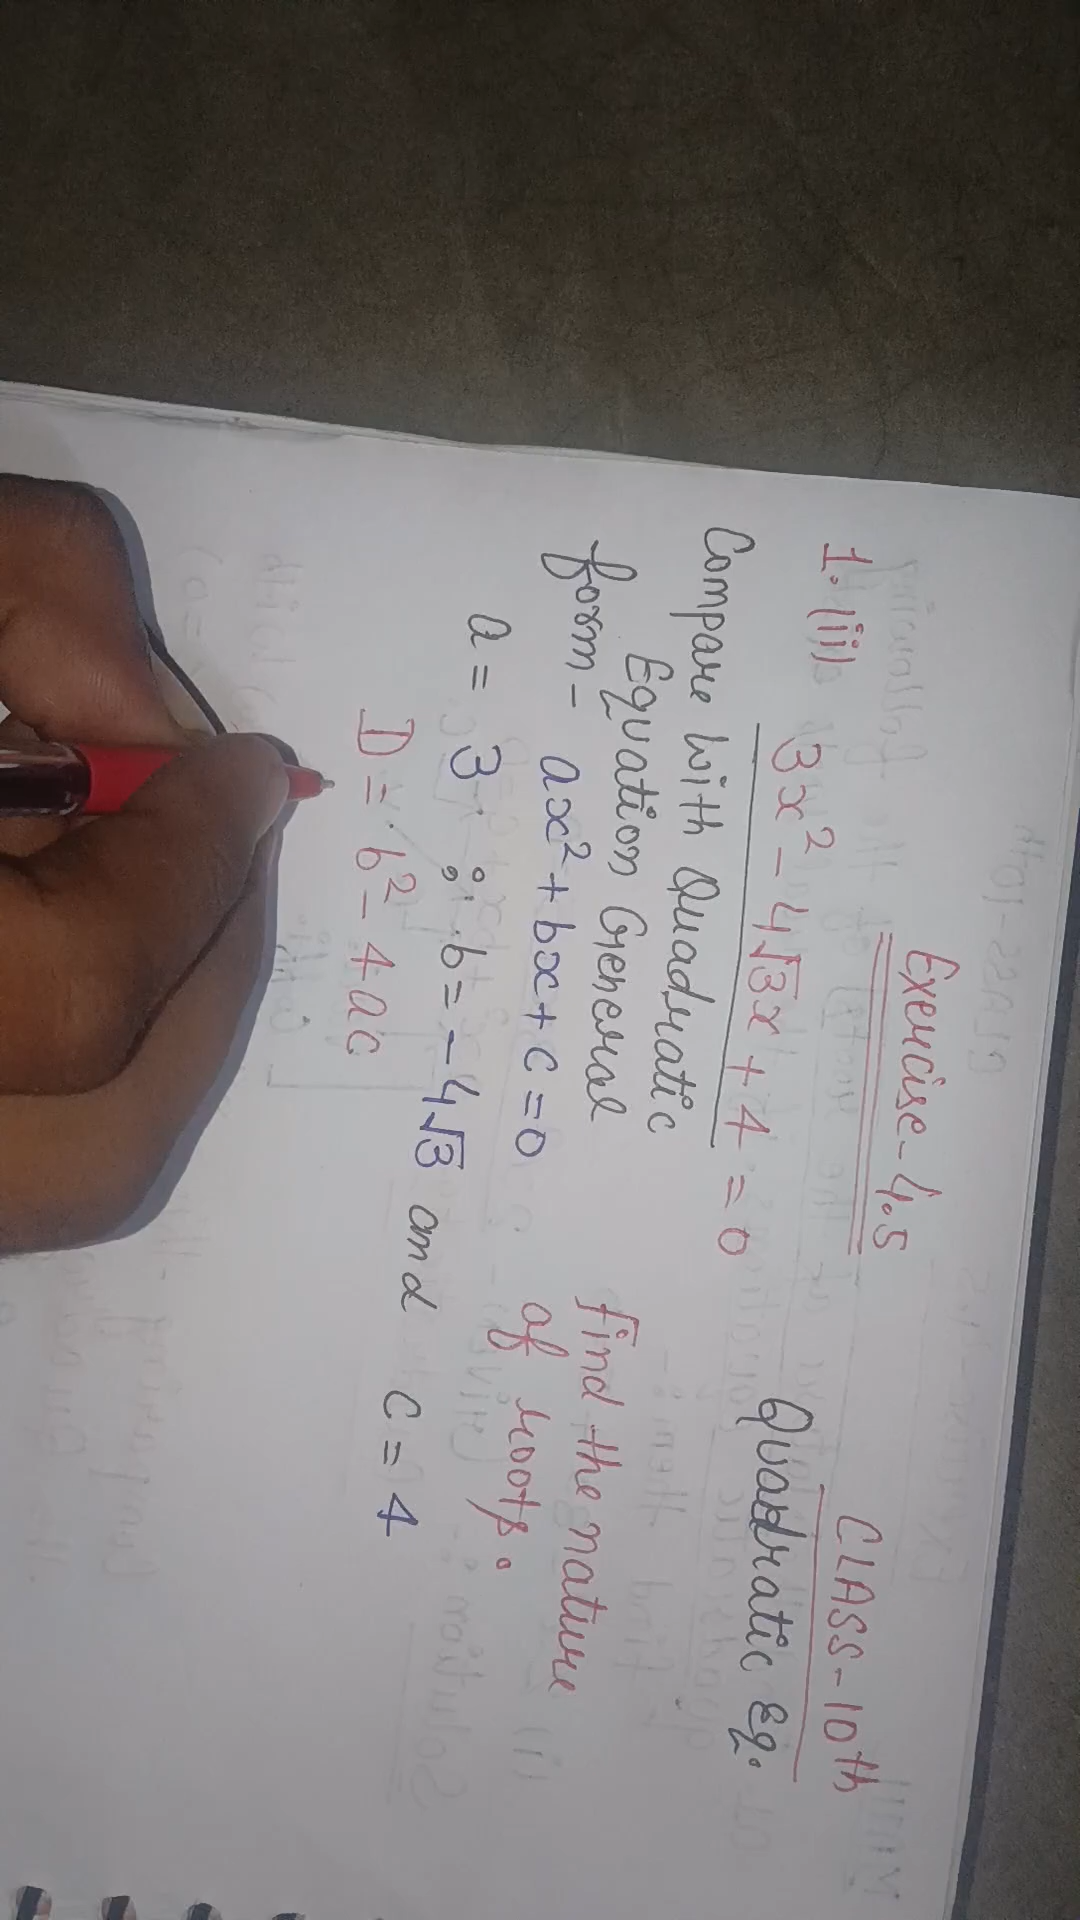 CLASS-10th
Exercise-4.5
Quadratic Eq.
1. (ii) 3x² - 4√3x + 4 = 0
Compare with Quadratic
Equation General
form - ax² + bx + c = 0
find the nature
of roots.
a = 3 ; b = -4√3 and c = 4
D = b² - 4ac